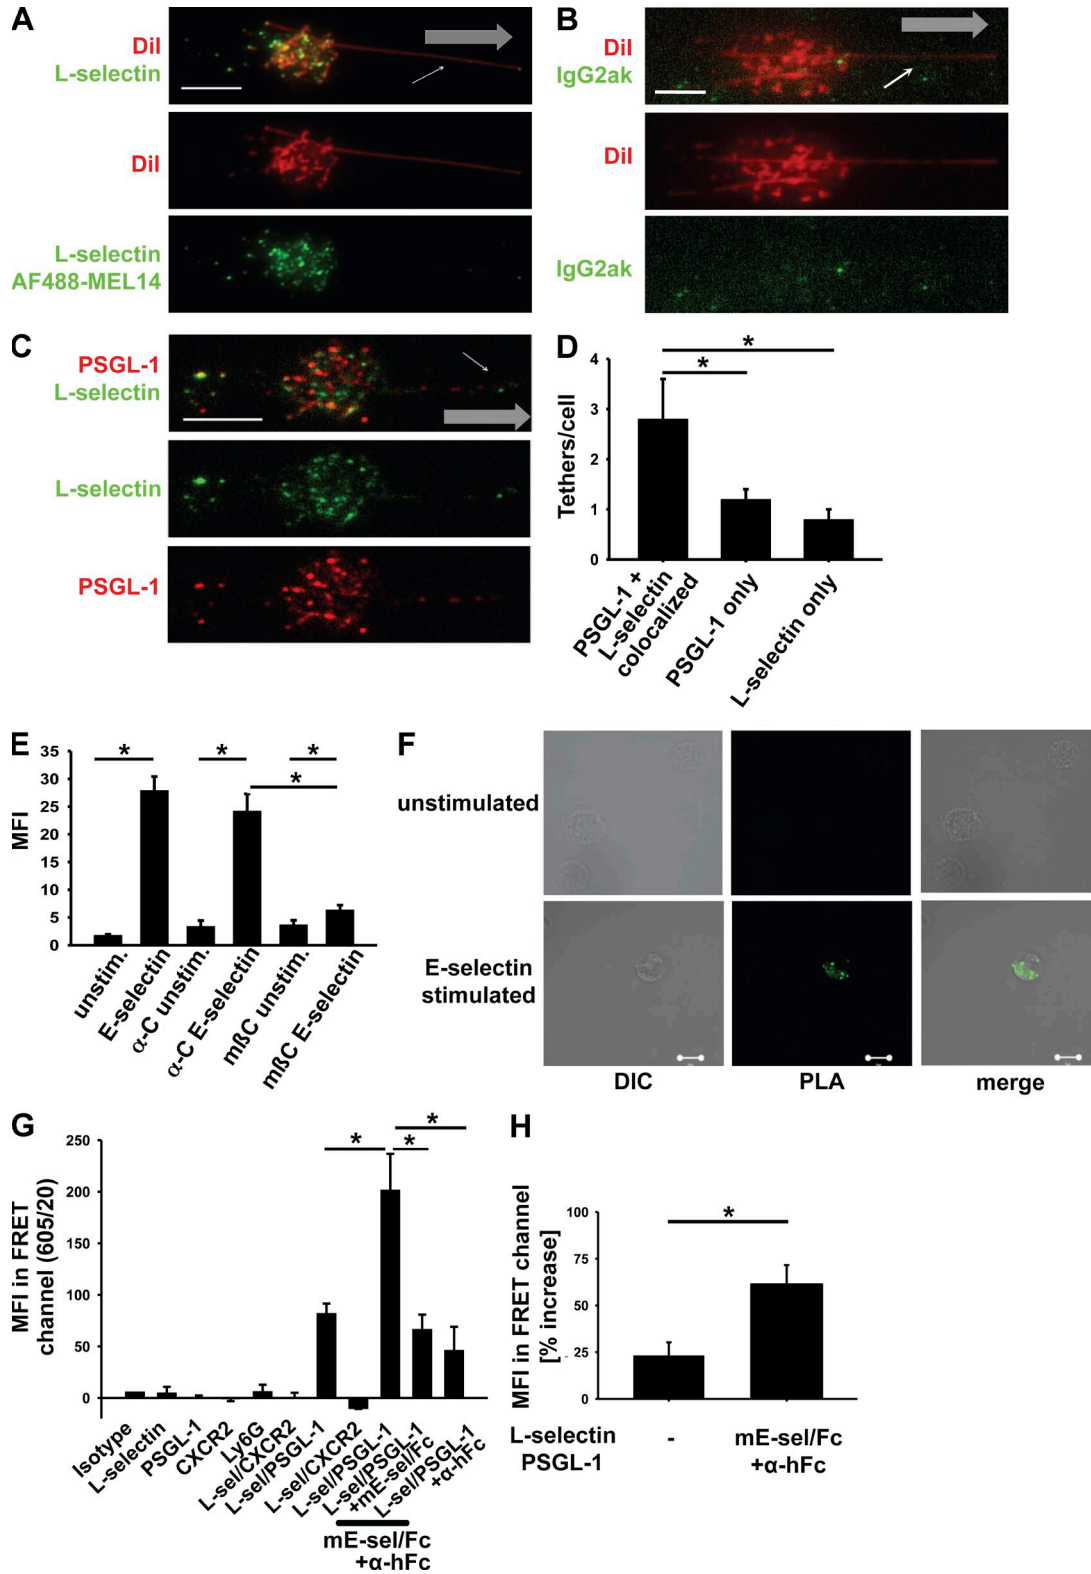 A
DiI
L-selectin
DiI
L-selectin
AF488-MEL14
B
DiI
IgG2ak
DiI
IgG2ak
C
PSGL-1
L-selectin
L-selectin
PSGL-1
D
Tethers/cell
4
3
2
1
0
PSGL-1 +
L-selectin
colocalized
PSGL-1 only
L-selectin only
E
MFI
35
30
25
20
15
10
5
0
*
*
*
*
unstim.
E-selectin
α-C unstim.
α-C E-selectin
mßC unstim.
mßC E-selectin
F
unstimulated
E-selectin
stimulated
DIC
PLA
merge
G
MFI in FRET
channel (605/20)
250
200
150
100
50
0
*
*
*
Isotype
L-selectin
PSGL-1
CXCR2
Ly6G
L-sel/CXCR2
L-sel/PSGL-1
L-sel/CXCR2
L-sel/PSGL-1
L-sel/PSGL-1
+mE-sel/Fc
L-sel/PSGL-1
+α-hFc
mE-sel/Fc
+α-hFc
H
MFI in FRET channel
[% increase]
100
75
50
25
0
*
L-selectin
PSGL-1
-
mE-sel/Fc
+α-hFc
*
*